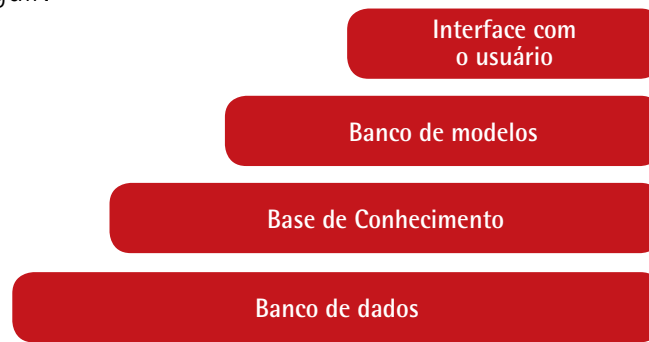 Interface com
o usuário
Banco de modelos
Base de Conhecimento
Banco de dados